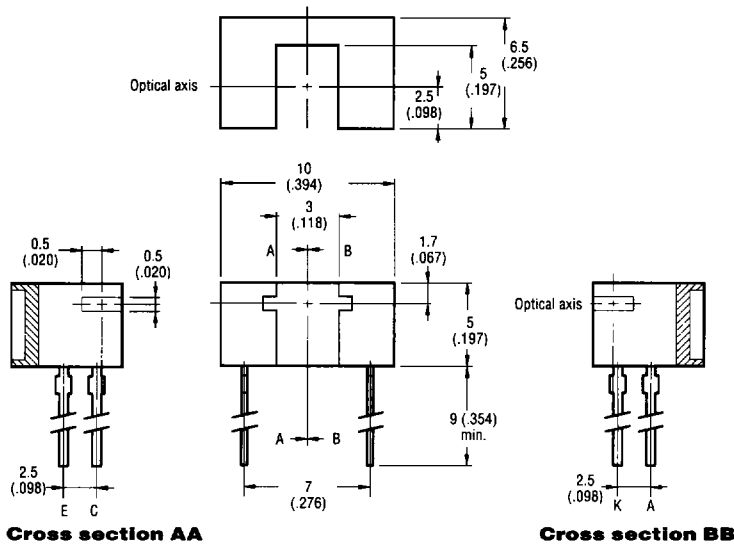 6.5
(.256)
5
(.197)
Optical axis
2.5
(.098)
10
(.394)
3
(.118)
A
B
1.7
(.067)
0.5
(.020)
0.5
(.020)
Optical axis
5
(.197)
9 (.354)
min.
A
B
2.5
(.098)
E
C
7
(.276)
2.5
(.098)
K
A
Cross section AA
Cross section BB